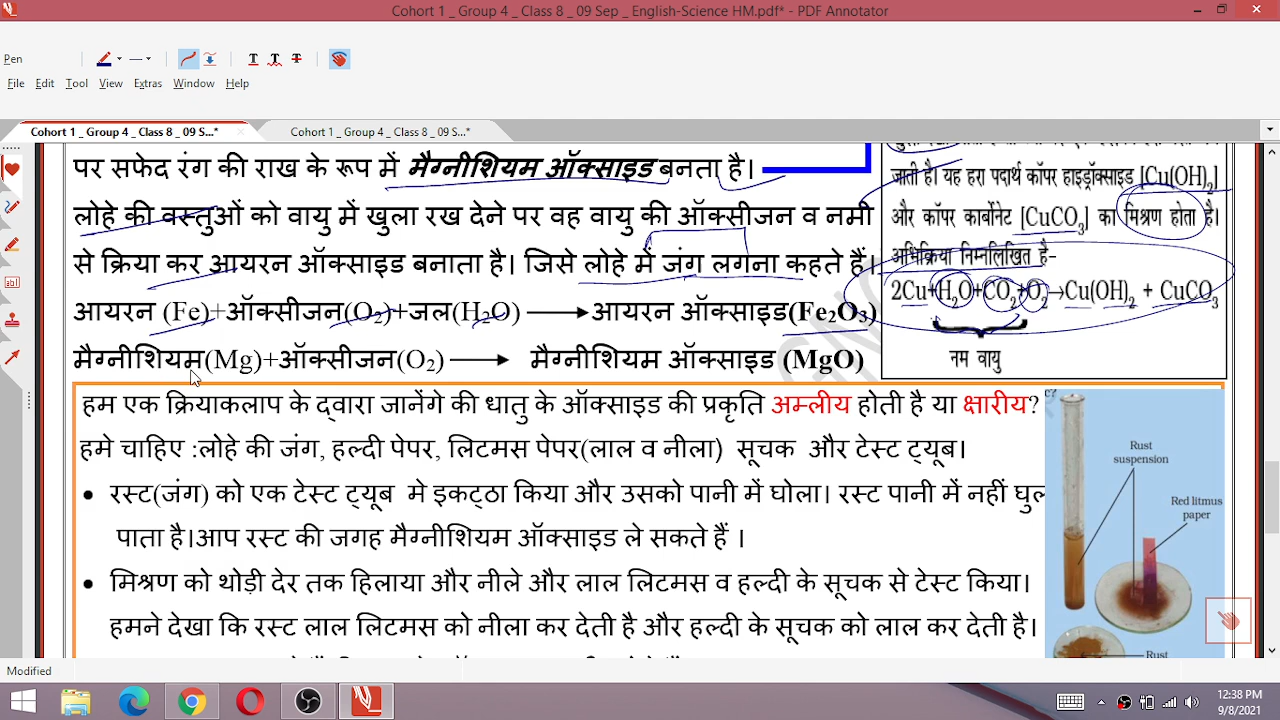 Cohort 1 _ Group 4 _ Class 8 _ 09 Sep _ English-Science HM.pdf* - PDF Annotator
Pen
T T T
File Edit Tool View Extras Window Help
Cohort 1 _ Group 4 _ Class 8 _ 09 S...* Cohort 1 _ Group 4 _ Class 8 _ 09 S...*
पर सफेद रंग की राख के रूप में मैग्नीशियम ऑक्साइड बनता है।
लोहे की वस्तुओं को वायु में खुला रख देने पर वह वायु की ऑक्सीजन व नमी
से क्रिया कर आयरन ऑक्साइड बनाता है। जिसे लोहे में जंग लगना कहते हैं।
आयरन (Fe)+ऑक्सीजन(O₂)+जल(H₂O) ⟶ आयरन ऑक्साइड(Fe₂O₃)
मैग्नीशियम(Mg)+ऑक्सीजन(O₂) ⟶ मैग्नीशियम ऑक्साइड (MgO)
जाती है। यह हरा पदार्थ कॉपर हाइड्रॉक्साइड [Cu(OH)₂]
और कॉपर कार्बोनेट [CuCO₃] का मिश्रण होता है।
अभिक्रिया निम्नलिखित है-
2Cu+H₂O+CO₂+O₂→Cu(OH)₂ + CuCO₃
नम वायु
हम एक क्रियाकलाप के द्वारा जानेंगे की धातु के ऑक्साइड की प्रकृति अम्लीय होती है या क्षारीय?
हमे चाहिए :लोहे की जंग, हल्दी पेपर, लिटमस पेपर(लाल व नीला) सूचक और टेस्ट ट्यूब।
• रस्ट(जंग) को एक टेस्ट ट्यूब मे इकट्ठा किया और उसको पानी में घोला। रस्ट पानी में नहीं घुल
पाता है।आप रस्ट की जगह मैग्नीशियम ऑक्साइड ले सकते हैं ।
• मिश्रण को थोड़ी देर तक हिलाया और नीले और लाल लिटमस व हल्दी के सूचक से टेस्ट किया।
हमने देखा कि रस्ट लाल लिटमस को नीला कर देती है और हल्दी के सूचक को लाल कर देती है।
Rust
suspension
Red litmus
paper
Rust
Modified
12:38 PM
9/8/2021